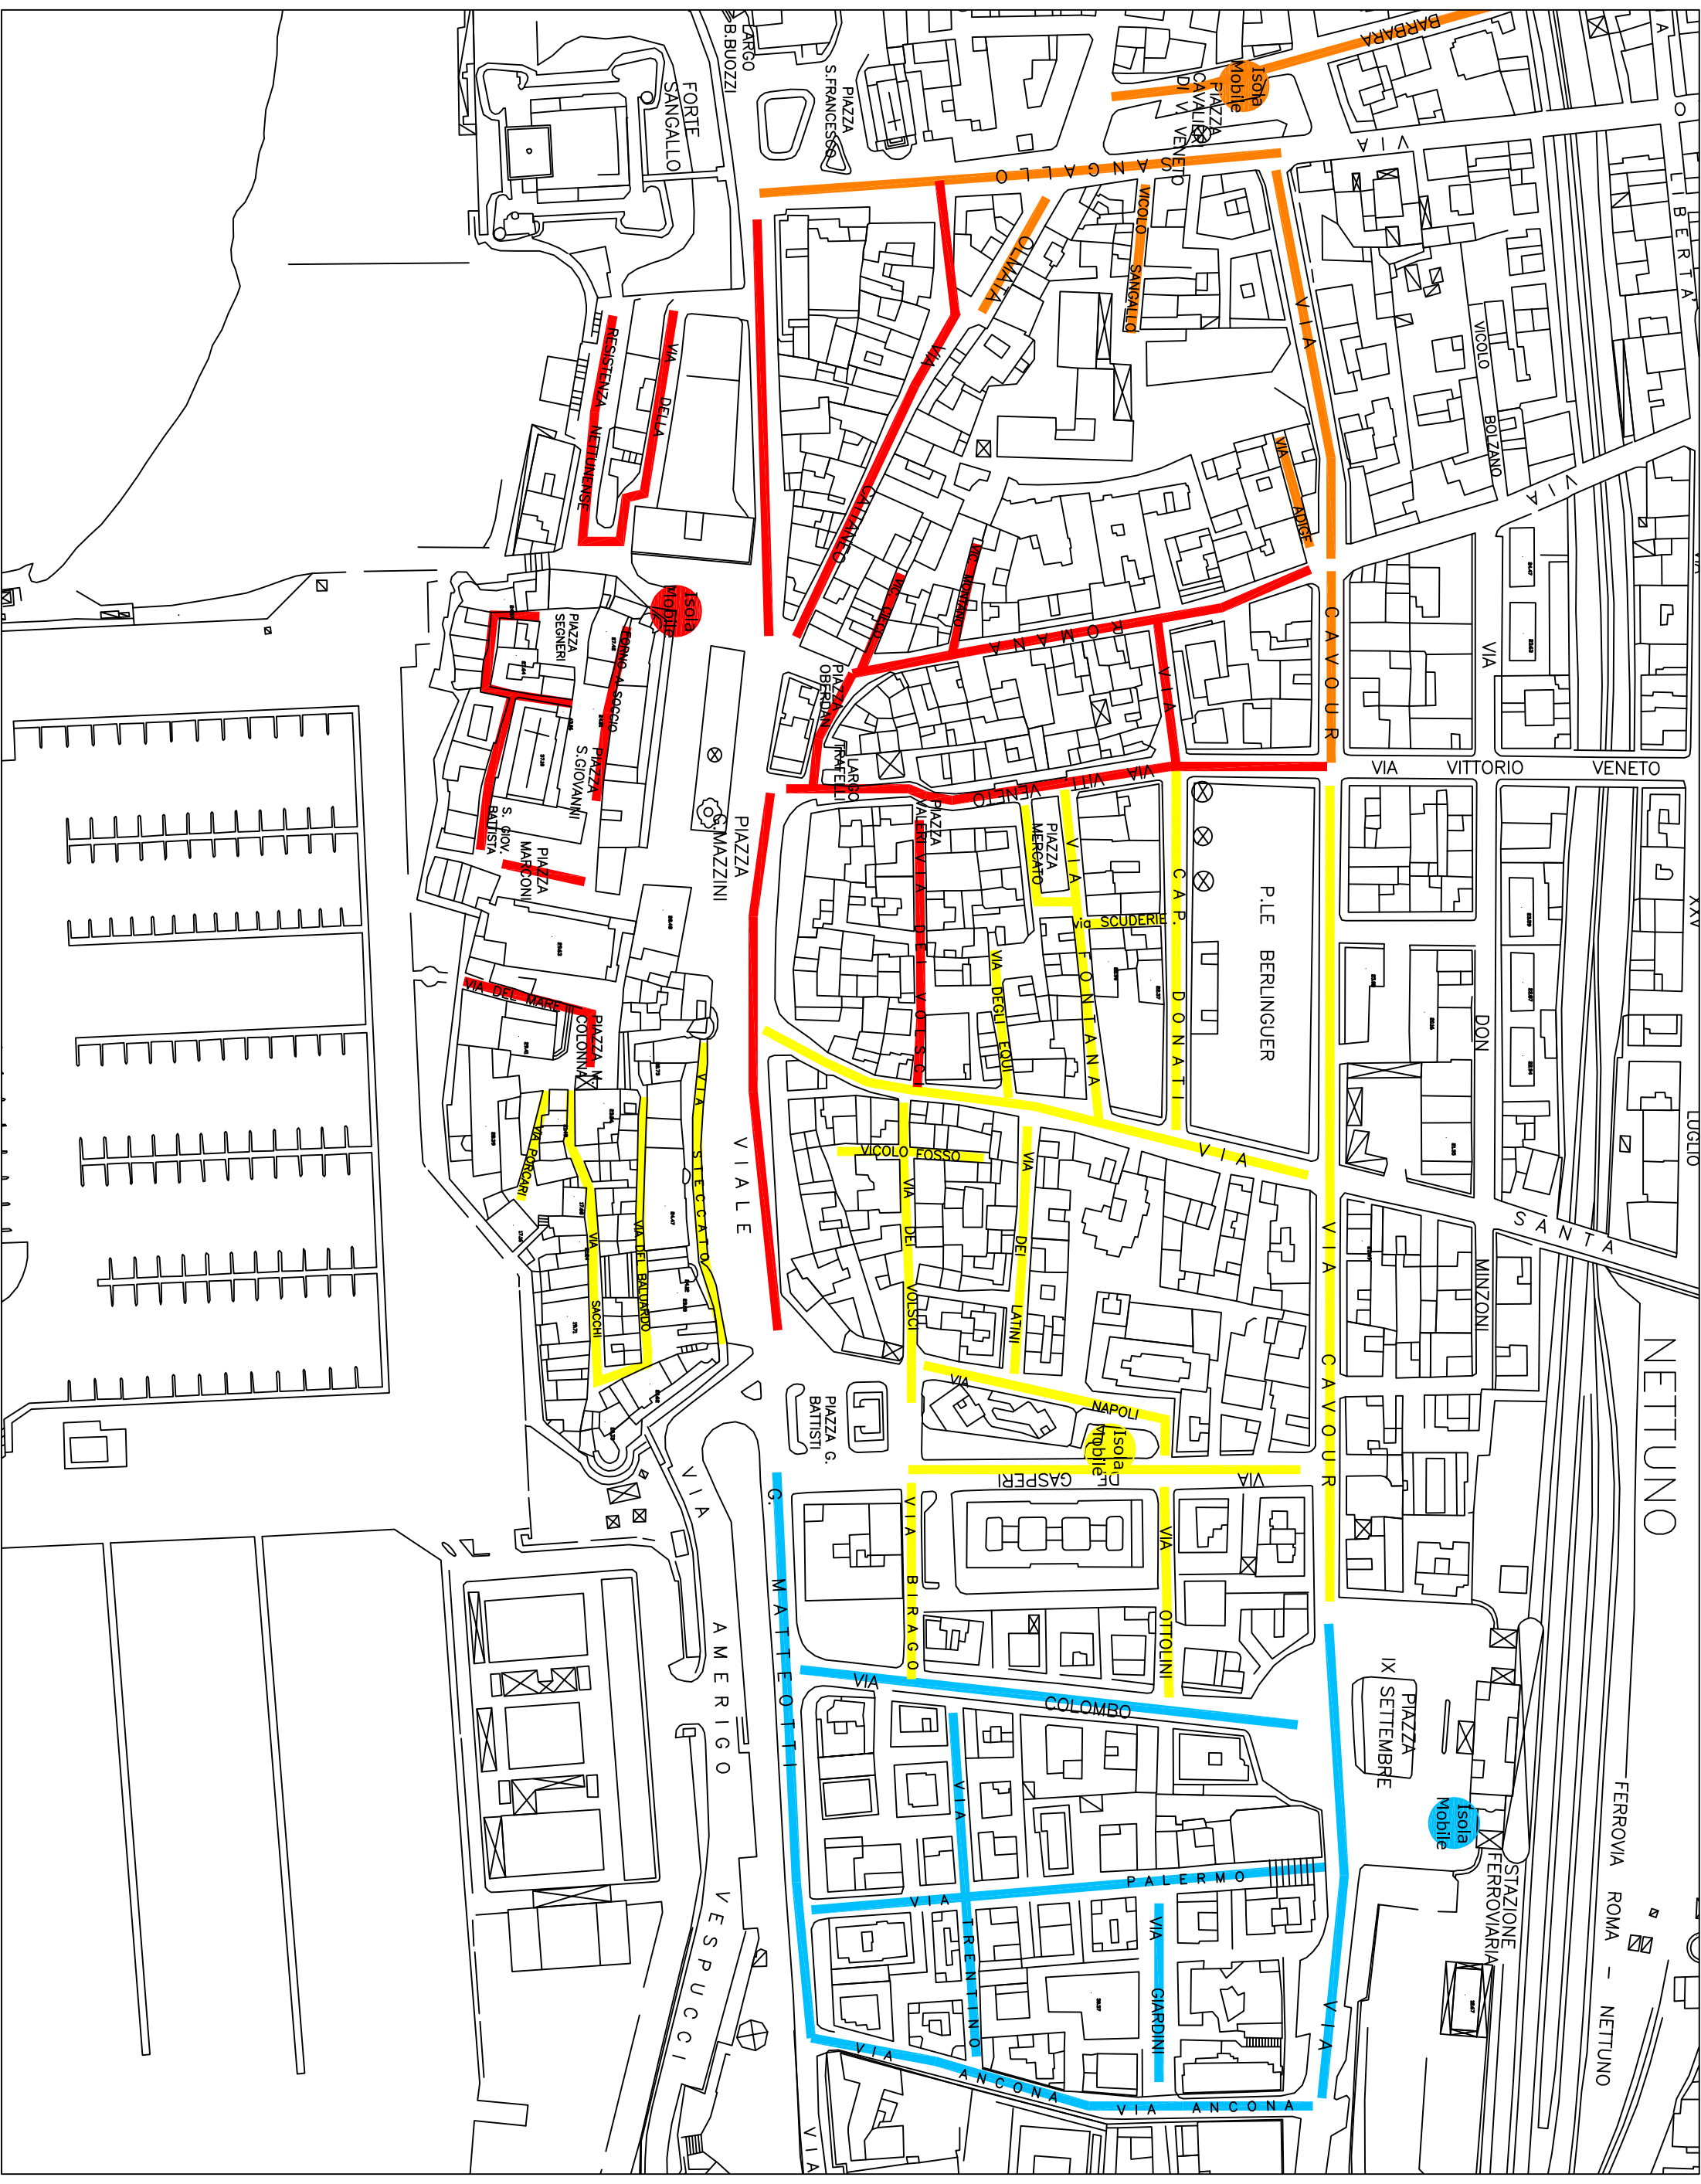 BARBARA
Isola
Mobile
PIAZZA
CAVALIERI
DI V. VENETO
LARGO
B.BUOZZI
PIAZZA
S.FRANCESCO
FORTE
SANGALLO
SANGALLO
VIA
LIBERTA'
VICOLO SANGALLO
OLMATA
VIA
VICOLO
BOLZANO
VIA
VIA ADIGE
VIA DELLA
RESISTENZA NETTUNENSE
VIA
CATTANEO
VIC. CIECO
VIC. MONTANO
VIA ROMANA
CAVOUR
VIA
Isola
Mobile
PIAZZA
SEGNERI
FORNO A SOCCIO
PIAZZA
S.GIOVANNI
S. GIOV.
BATTISTA
PIAZZA
MARCONI
PIAZZA
OBERDAN
LARGO
TRAFELLI
PIAZZA
G.MAZZINI
VIA VITT. VENETO
VIA VITTORIO VENETO
PIAZZA
VALERI
VIA DEI VOLSCI
PIAZZA
MERCATO
VIA FONTANA
Via SCUDERIE
CAP. DONATI
P.LE BERLINGUER
VIA DEGLI EQUI
DON
MINZONI
XXV
LUGLIO
VIA DEL MARE
PIAZZA M.
COLONNA
VIA PORCARI
VIA
SACCHI
VIA DEL BALUARDO
VIA STECCATO
VIALE
VICOLO FOSSO
VIA
DEI
VOLSCI
VIA
DEI
LATINI
VIA
SANTA
VIA CAVOUR
NETTUNO
VIA
NAPOLI
Isola
Mobile
PIAZZA G.
BATTISTI
VIA
DE GASPERI
VIA BIRAGO
VIA
OTTOLINI
G. MATTEOTTI
VIA
AMERIGO
VESPUCCI
VIA
COLOMBO
PIAZZA
IX SETTEMBRE
Isola
Mobile
STAZIONE
FERROVIARIA
FERROVIA ROMA – NETTUNO
VIA
TRENTINO
VIA
PALERMO
VIA
GIARDINI
VIA
VIA
ANCONA
VIA ANCONA
VIA